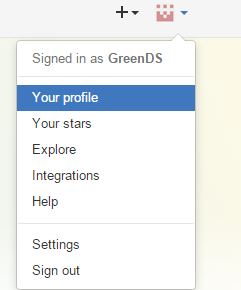 Signed in as GreenDS
Your profile
Your stars
Explore
Integrations
Help
Settings
Sign out